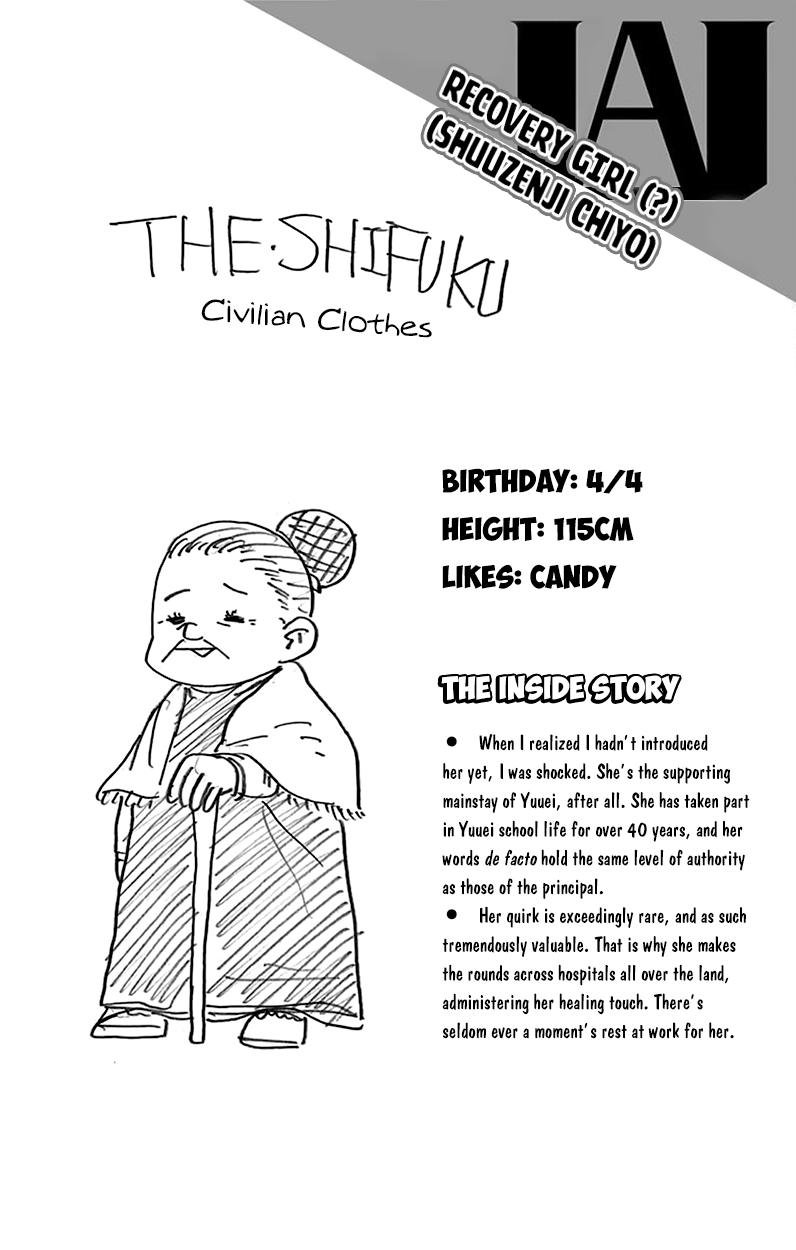 UA
RECOVERY GIRL (?)
(SHUUZENJI CHIYO)
THE·SHIFUKU
Civilian Clothes
BIRTHDAY: 4/4
HEIGHT: 115CM
LIKES: CANDY
THE INSIDE STORY
● When I realized I hadn't introduced
her yet, I was shocked. She's the supporting
mainstay of Yuuei, after all. She has taken part
in Yuuei school life for over 40 years, and her
words de facto hold the same level of authority
as those of the principal.
● Her quirk is exceedingly rare, and as such
tremendously valuable. That is why she makes
the rounds across hospitals all over the land,
administering her healing touch. There's
seldom ever a moment's rest at work for her.